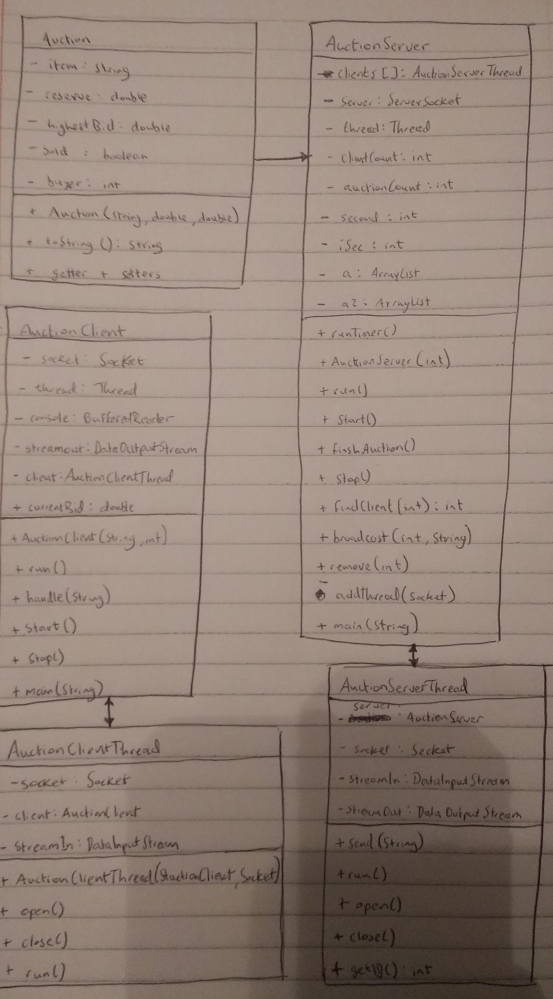 Auction
- item : String
- reserve : double
- highestBid : double
- sold : boolean
- buyer : int
+ Auction (string, double, double)
+ toString () : String
+ getter + setters
AuctionServer
- clients [] : AuctionServerThread
- Server : ServerSocket
- thread : Thread
- clientCount : int
- auctionCount : int
- second : int
- iSec : int
- a : ArrayList
- a2 : ArrayList
+ runTimer()
+ AuctionServer (int)
+ run()
+ Start()
+ finshAuction()
+ Stop()
+ findClient (int) : int
+ broadcast (int, String)
+ remove (int)
- addThread (Socket)
+ main (String)
AuctionClient
- socket : Socket
- thread : Thread
- console : BufferedReader
- streamout : DataOutputStream
- client : AuctionClientThread
+ currentBid : double
+ AuctionClient (String, int)
+ run ()
+ handle (String)
+ Start ()
+ Stop()
+ main (String)
AuctionServerThread
- server : AuctionServer
- socket : Socket
- streamIn : DataInputStream
- streamOut : Data Output Stream
+ send (String)
+ run()
+ open()
+ close()
+ getID() : int
AuctionClientThread
- socket : Socket
- client : AuctionClient
- StreamIn : DataInputStream
+ AuctionClientThread (AuctionClient, Socket)
+ open()
+ close()
+ run()